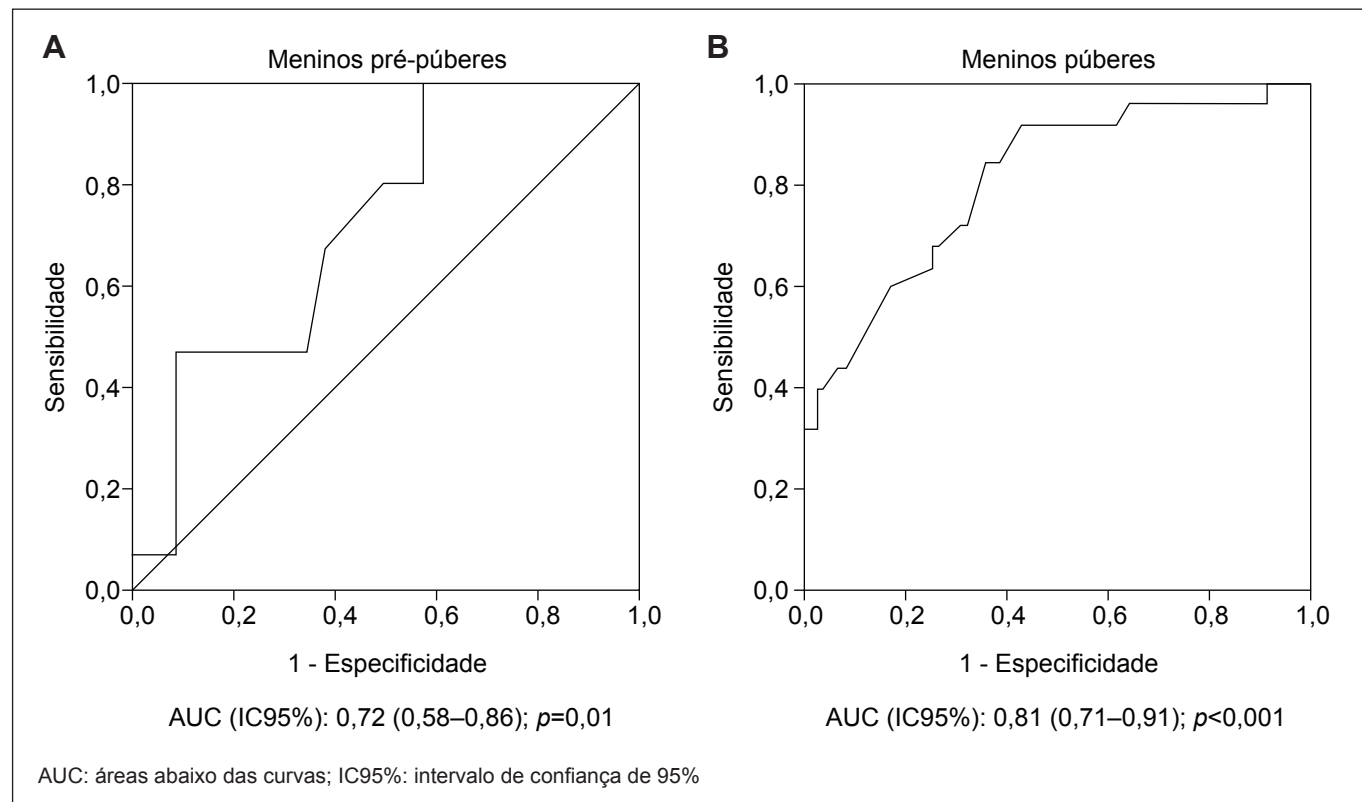 A
Meninos pré-púberes
1,0
0,8
0,6
0,4
0,2
0,0
Sensibilidade
0,0 0,2 0,4 0,6 0,8 1,0
1 - Especificidade
AUC (IC95%): 0,72 (0,58–0,86); p=0,01
B
Meninos púberes
1,0
0,8
0,6
0,4
0,2
0,0
Sensibilidade
0,0 0,2 0,4 0,6 0,8 1,0
1 - Especificidade
AUC (IC95%): 0,81 (0,71–0,91); p<0,001
AUC: áreas abaixo das curvas; IC95%: intervalo de confiança de 95%